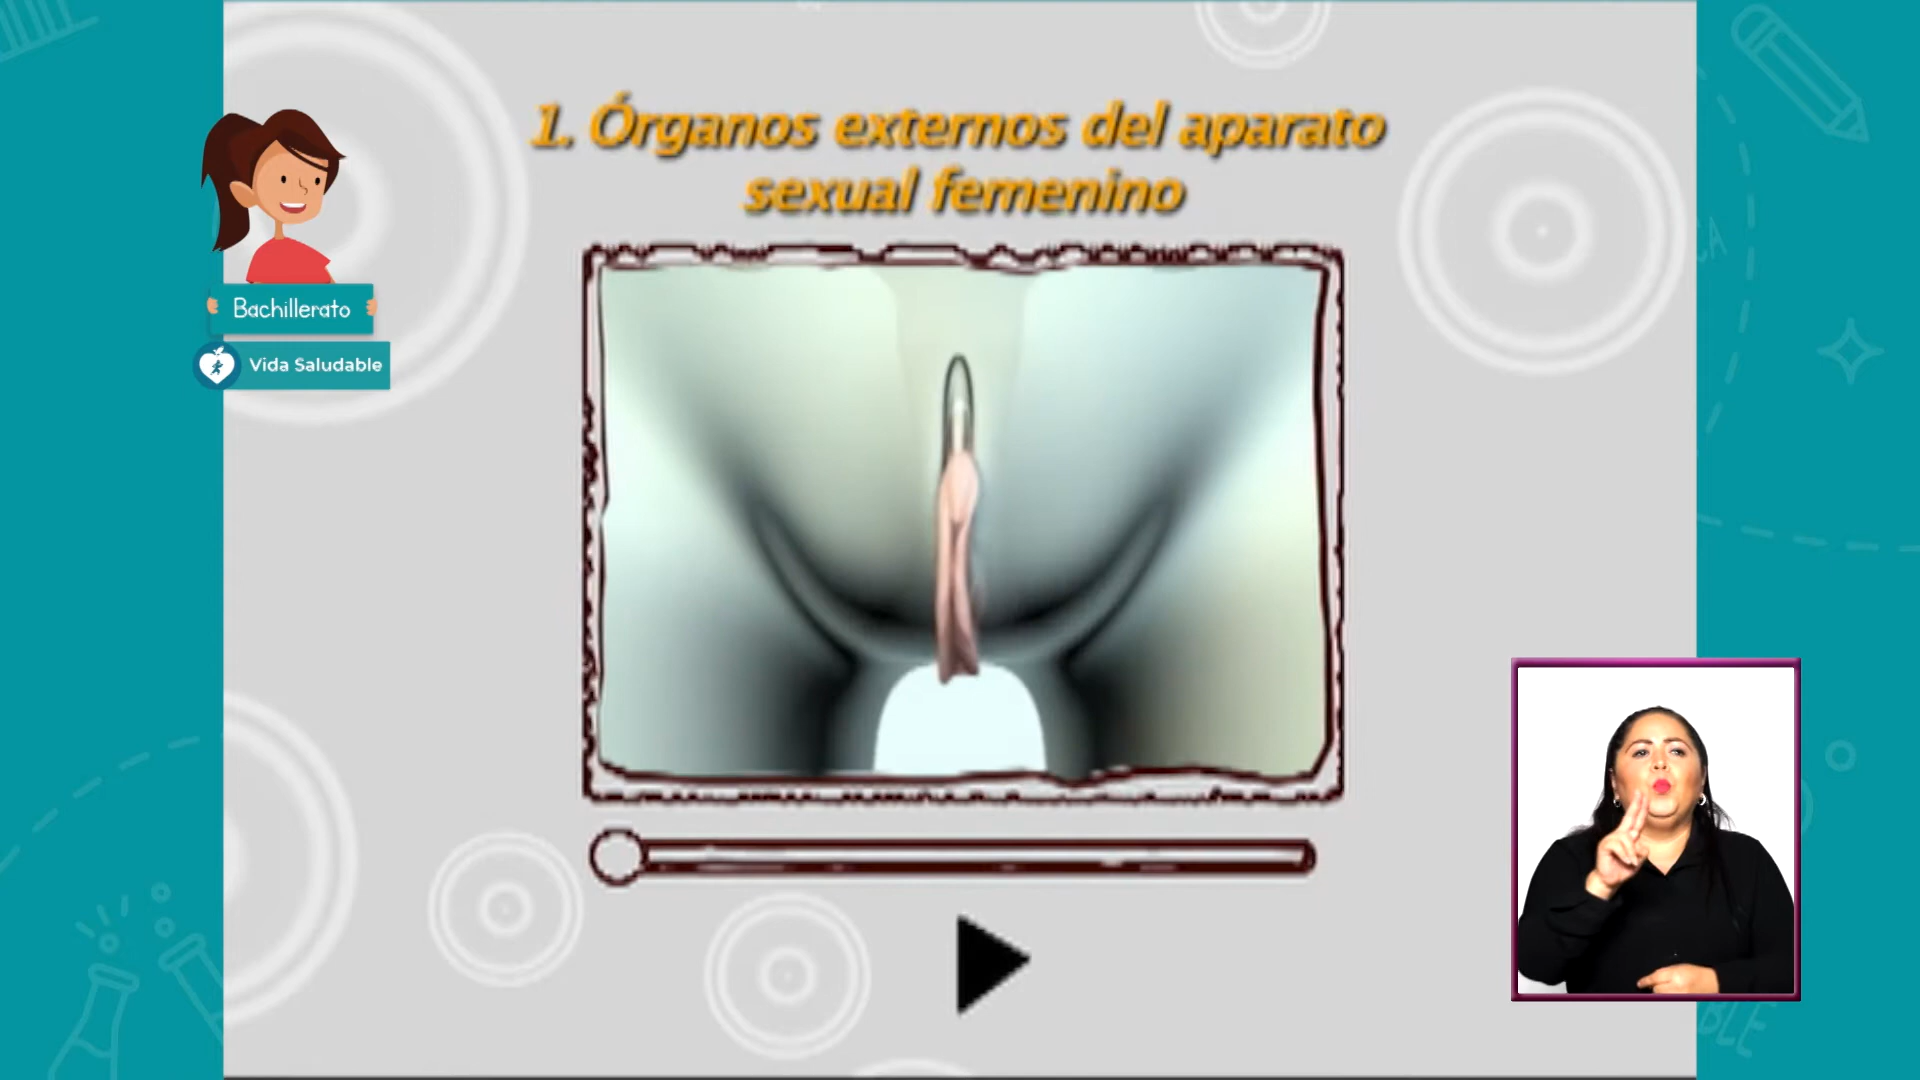 1. Órganos externos del aparato
sexual femenino
Bachillerato
Vida Saludable